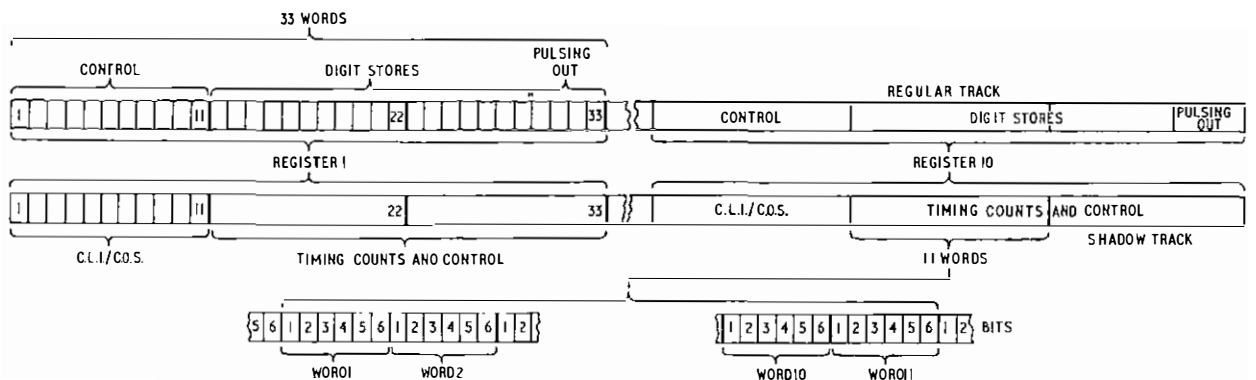 33 WORDS
CONTROL DIGIT STORES PULSING OUT
REGULAR TRACK
1 11 22 33 CONTROL DIGIT STORES PULSING OUT
REGISTER 1 REGISTER 10
1 11 22 33 C.L.I./C.O.S. TIMING COUNTS AND CONTROL
SHADOW TRACK
C.L.I./C.O.S. TIMING COUNTS AND CONTROL 11 WORDS
5 6 1 2 3 4 5 6 1 2 3 4 5 6 1 2 1 2 3 4 5 6 1 2 3 4 5 6 1 2 BITS
WORD1 WORD2 WORD10 WORD11